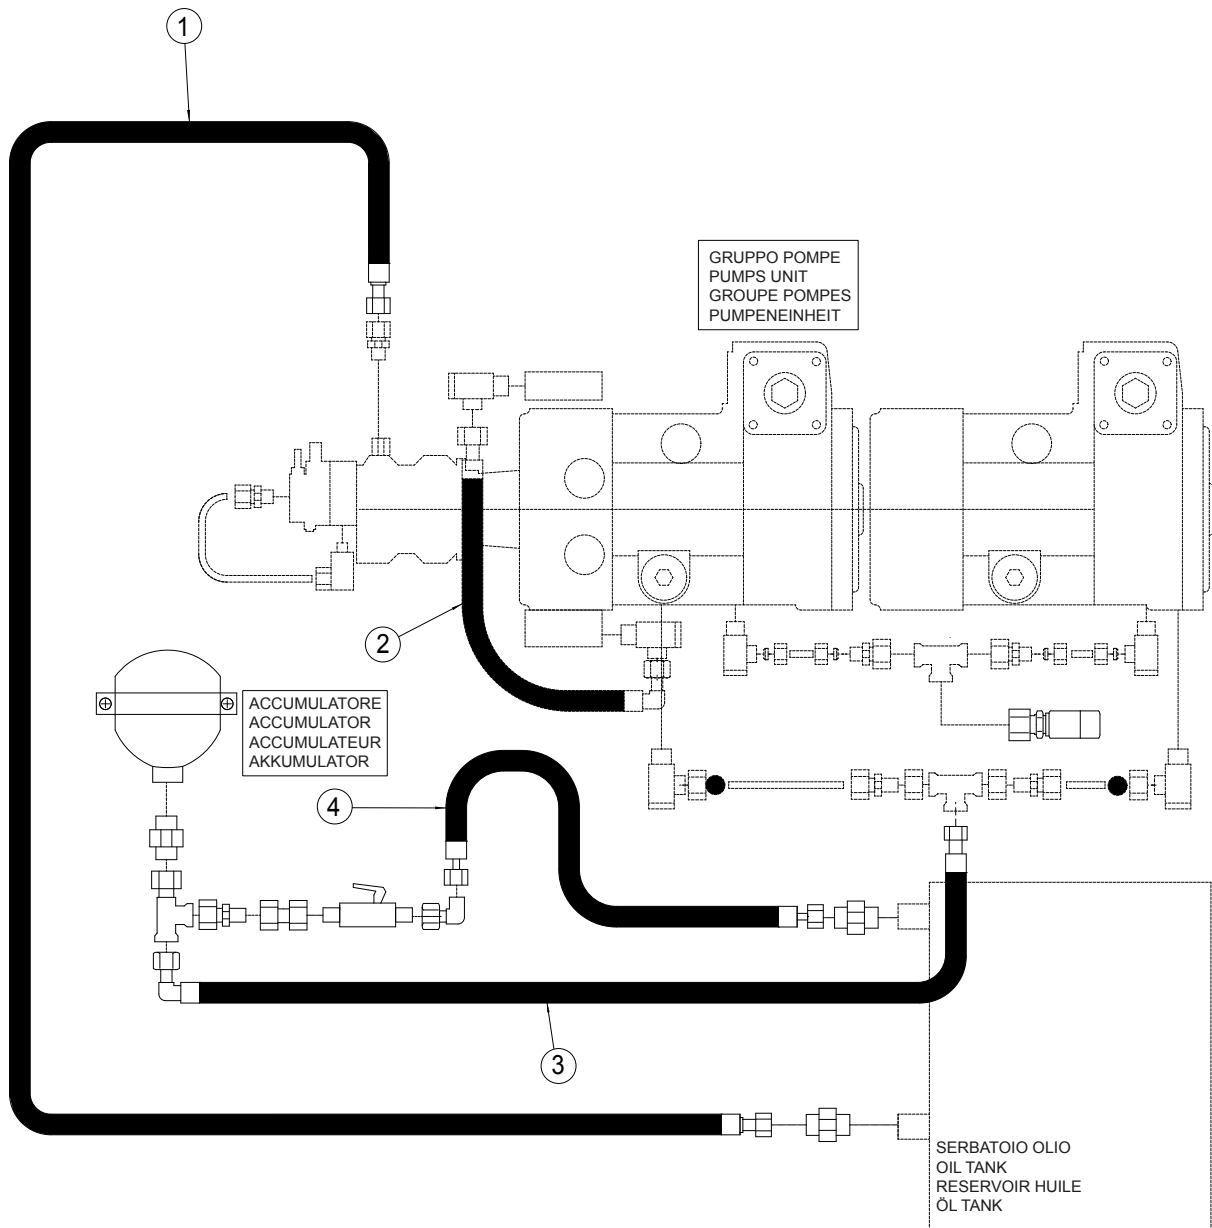 1
GRUPPO POMPE
PUMPS UNIT
GROUPE POMPES
PUMPENEINHEIT
2
ACCUMULATORE
ACCUMULATOR
ACCUMULATEUR
AKKUMULATOR
4
3
SERBATOIO OLIO
OIL TANK
RESERVOIR HUILE
ÖL TANK